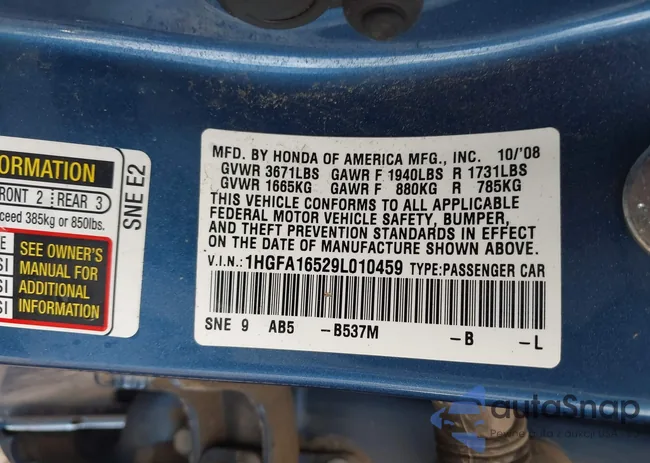 MFD. BY HONDA OF AMERICA MFG., INC. 10/'08
GVWR 3671LBS GAWR F 1940LBS R 1731LBS
GVWR 1665KG GAWR F 880KG R 785KG
THIS VEHICLE CONFORMS TO ALL APPLICABLE
FEDERAL MOTOR VEHICLE SAFETY, BUMPER,
AND THEFT PREVENTION STANDARDS IN EFFECT
ON THE DATE OF MANUFACTURE SHOWN ABOVE.
V.I.N.: 1HGFA16529L010459 TYPE:PASSENGER CAR
SNE 9 AB5 -B537M -B -L
ORMATION
RONT 2 REAR 3
ceed 385kg or 850lbs.
SEE OWNER'S
MANUAL FOR
ADDITIONAL
INFORMATION
SNE E2
autoSnap